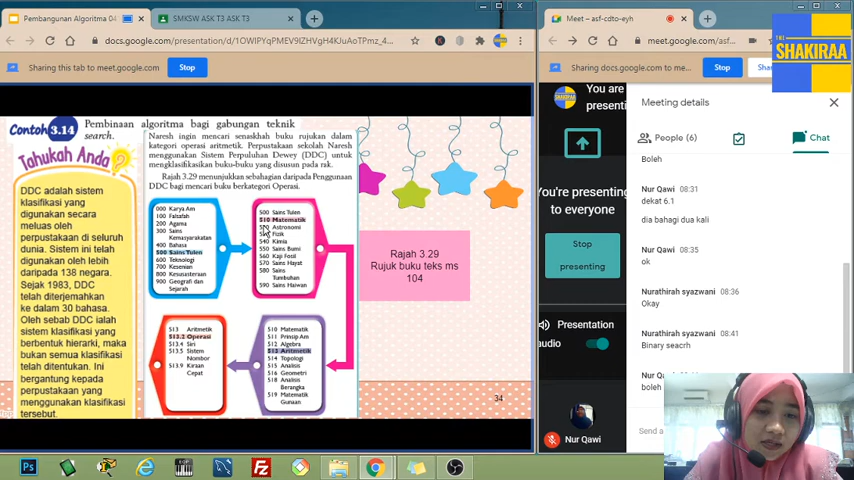 Pembangunan Algoritma 04
SMKSW ASK T3 ASK T3
docs.google.com/presentation/d/1OWlPYqPMEV9IZHVgH4KJuAoTPmz_4...
Sharing this tab to meet.google.com
Stop
Contoh 3.14
Pembinaan algoritma bagi gabungan teknik
search.
Tahukah Anda
?
DDC adalah sistem
klasifikasi yang
digunakan secara
meluas oleh
perpustakaan di seluruh
dunia. Sistem ini telah
digunakan oleh lebih
daripada 138 negara.
Sejak 1983, DDC
telah diterjemahkan
ke dalam 30 bahasa.
Oleh sebab DDC ialah
sistem klasifikasi yang
berbentuk hierarki, maka
bukan semua klasifikasi
telah ditentukan. Ini
bergantung kepada
perpustakaan yang
menggunakan klasifikasi
tersebut.
Naresh ingin mencari senaskhah buku rujukan dalam
kategori operasi aritmetik. Perpustakaan sekolah Naresh
menggunakan Sistem Perpuluhan Dewey (DDC) untuk
mengklasifikasikan buku-buku yang disusun pada rak.
Rajah 3.29 menunjukkan sebahagian daripada Penggunaan
DDC bagi mencari buku berkategori Operasi.
000 Karya Am
100 Falsafah
200 Agama
300 Sains
Kemasyarakatan
400 Bahasa
500 Sains Tulen
600 Teknologi
700 Kesenian
800 Kesusasteraan
900 Geografi dan
Sejarah
500 Sains Tulen
510 Matematik
520 Astronomi
Fizik
540 Kimia
550 Sains Bumi
560 Kaji Fosil
570 Sains Hayat
580 Sains
Tumbuhan
590 Sains Haiwan
513 Aritmetik
513.2 Operasi
513.4 Siri
513.5 Sistem
Nombor
513.9 Kiraan
Cepat
510 Matematik
511 Prinsip Am
512 Algebra
513 Aritmetik
514 Topologi
515 Analisis
516 Geometri
518 Analisis
Berangka
519 Matematik
Gunaan
Rajah 3.29
Rujuk buku teks ms
104
34
Meet – asf-cdto-eyh
meet.google.com/asf...
THE
SHAKIRAA
Sharing docs.google.com to me...
Stop
You're
presenti
You're presenting
to everyone
Stop
presenting
Presentation
audio
Nur Qawi
Meeting details
People (6)
Chat
Boleh
Nur Qawi 08:31
dekat 6.1
dia bahagi dua kali
Nur Qawi 08:35
ok
Nurathirah syazwani 08:36
Okay
Nurathirah syazwani 08:41
Binary seacrh
boleh
Ps
Fz